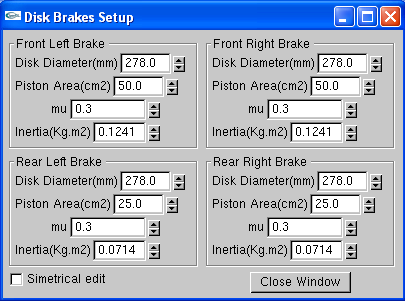 Disk Brakes Setup
Front Left Brake
Disk Diameter(mm) 278.0
Piston Area(cm2) 50.0
mu 0.3
Inertia(Kg.m2) 0.1241
Front Right Brake
Disk Diameter(mm) 278.0
Piston Area(cm2) 50.0
mu 0.3
Inertia(Kg.m2) 0.1241
Rear Left Brake
Disk Diameter(mm) 278.0
Piston Area(cm2) 25.0
mu 0.3
Inertia(Kg.m2) 0.0714
Rear Right Brake
Disk Diameter(mm) 278.0
Piston Area(cm2) 25.0
mu 0.3
Inertia(Kg.m2) 0.0714
Simetrical edit
Close Window